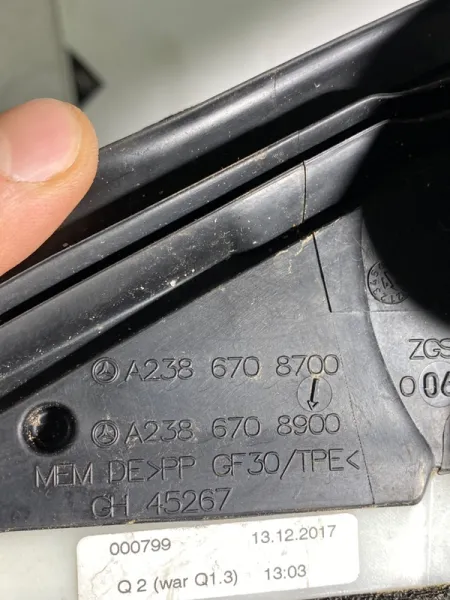 A238 670 8700
A238 670 8900
MEM DE>PP GF30/TPE<
GH 45267
ZGS
006
000799 13.12.2017
Q 2 (war Q1.3) 13:03